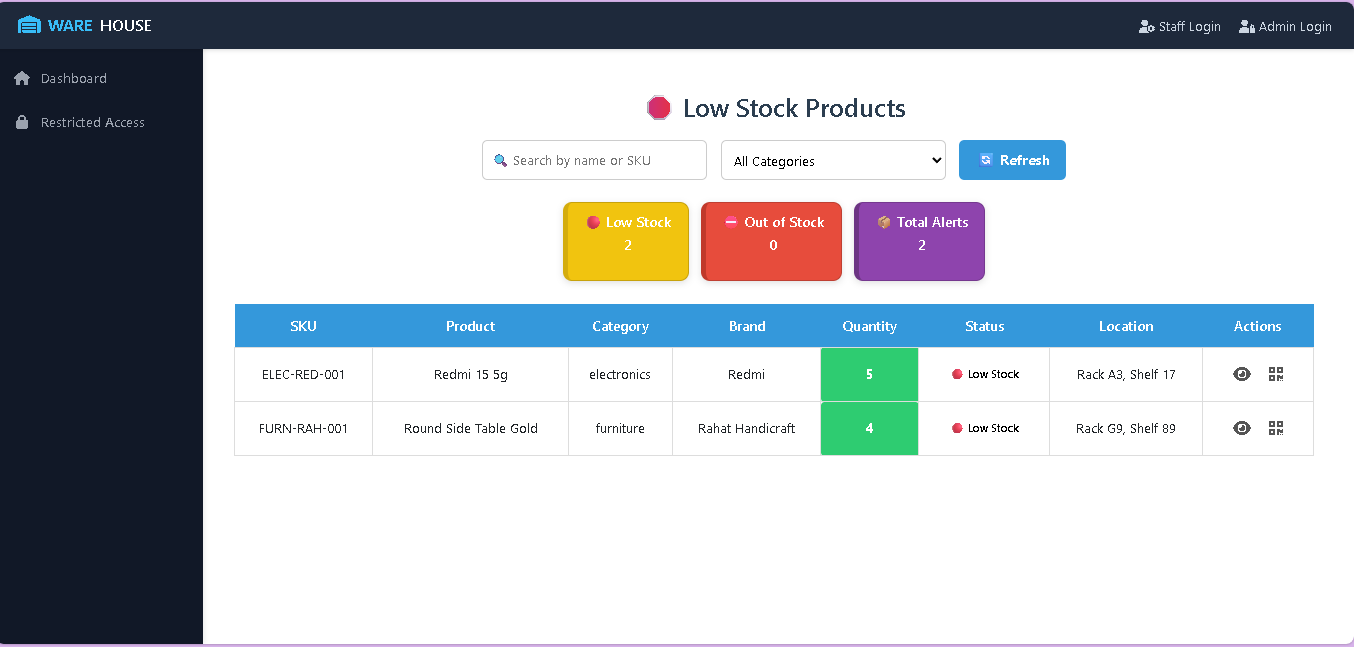 WARE HOUSE
Staff Login Admin Login
Dashboard
Restricted Access
Low Stock Products
Search by name or SKU All Categories Refresh
Low Stock Out of Stock Total Alerts
2 0 2
SKU Product Category Brand Quantity Status Location Actions
ELEC-RED-001 Redmi 15 5g electronics Redmi 5 Low Stock Rack A3, Shelf 17
FURN-RAH-001 Round Side Table Gold furniture Rahat Handicraft 4 Low Stock Rack G9, Shelf 89